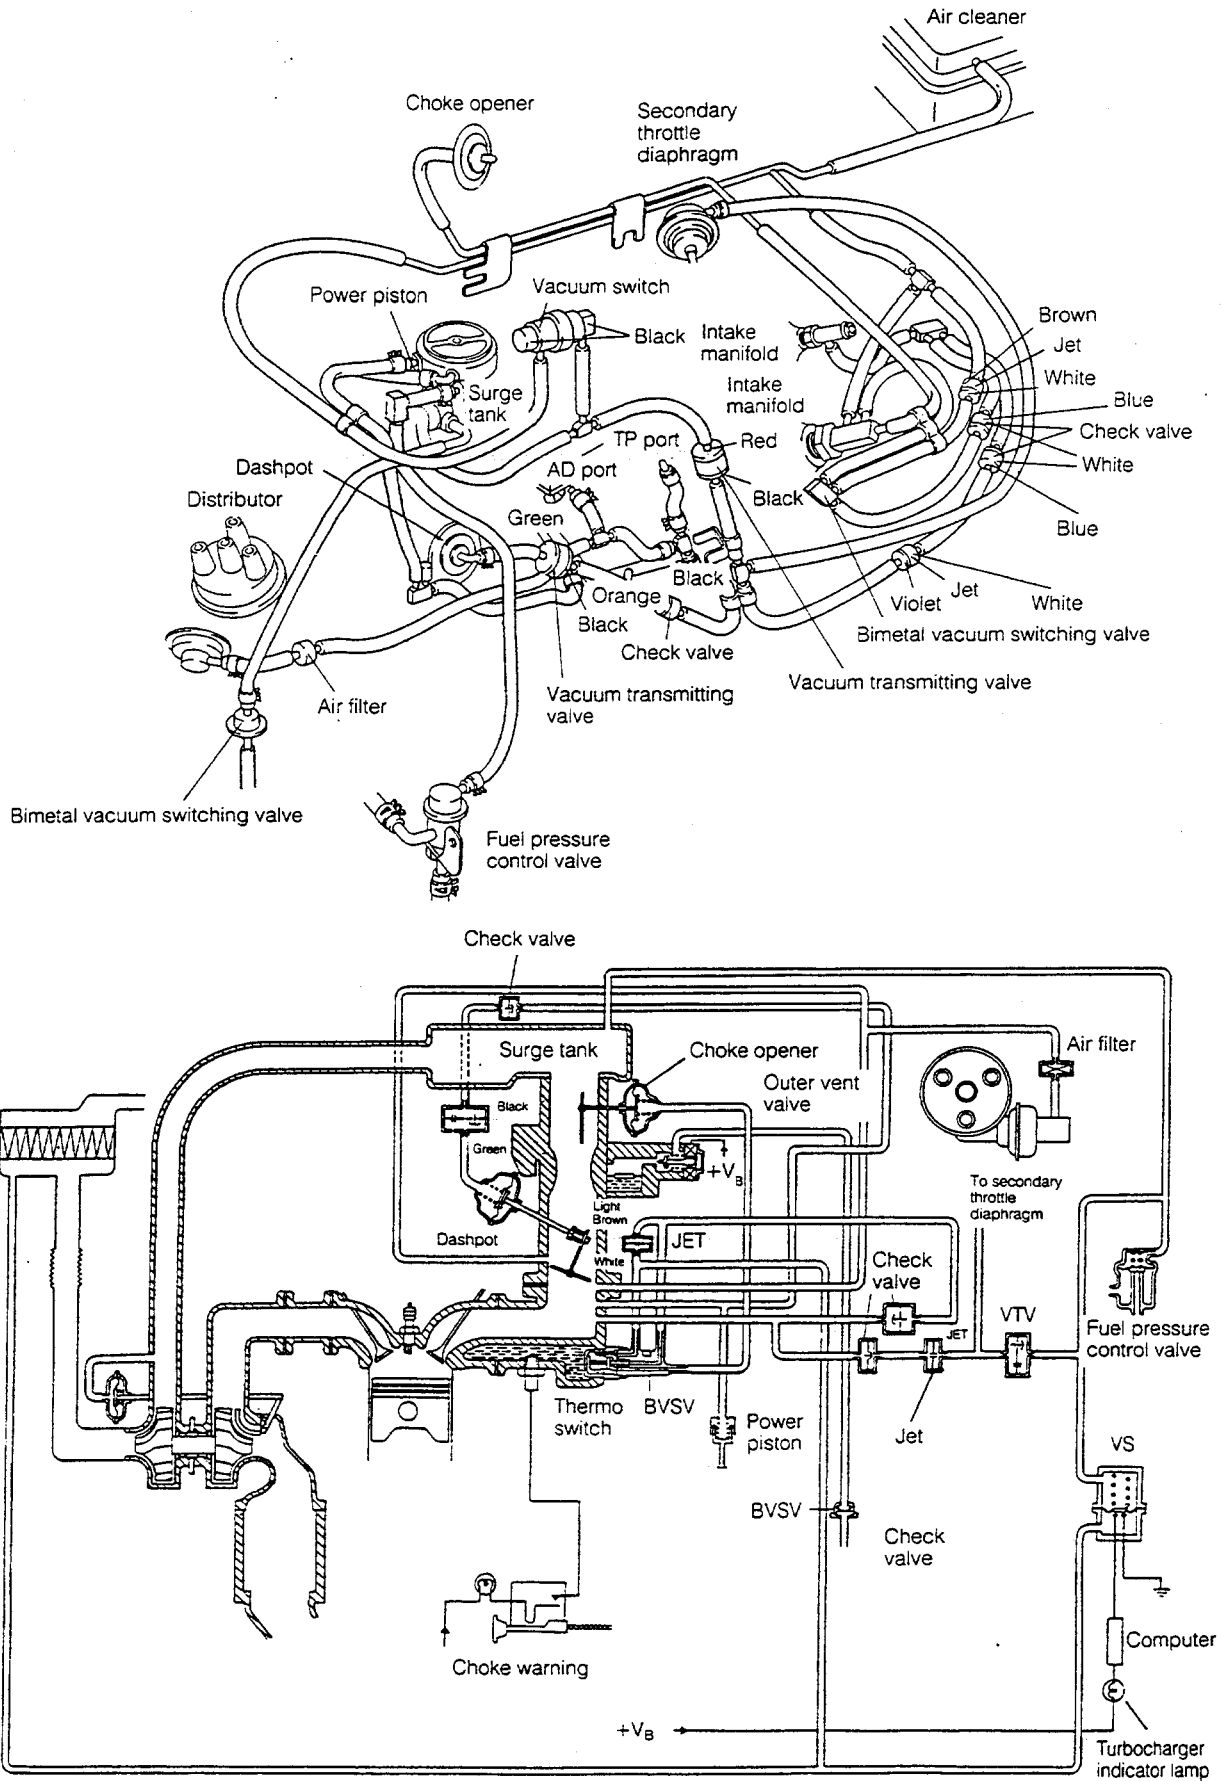 Air cleaner
Choke opener
Secondary
throttle
diaphragm
Power piston
Vacuum switch
Black
Intake
manifold
Brown
Jet
White
Surge
tank
Intake
manifold
Blue
Check valve
White
Red
TP port
AD port
Dashpot
Distributor
Black
Green
Blue
Black
Orange
Black
Violet
Jet
White
Bimetal vacuum switching valve
Check valve
Vacuum transmitting valve
Vacuum transmitting
valve
Air filter
Bimetal vacuum switching valve
Fuel pressure
control valve
Check valve
Surge tank
Choke opener
Air filter
Outer vent
valve
Black
Green
+VB
Light
Brown
To secondary
throttle
diaphragm
Dashpot
JET
White
Check
valve
VTV
JET
Fuel pressure
control valve
Thermo
switch
BVSV
Power
piston
Jet
VS
BVSV
Check
valve
Computer
Choke warning
+VB
Turbocharger
indicator lamp